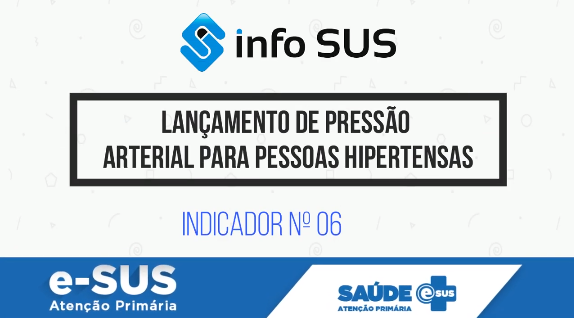 info SUS
LANÇAMENTO DE PRESSÃO
ARTERIAL PARA PESSOAS HIPERTENSAS
INDICADOR Nº 06
e-SUS
Atenção Primária
SAÚDE e SUS
ATENÇÃO PRIMÁRIA